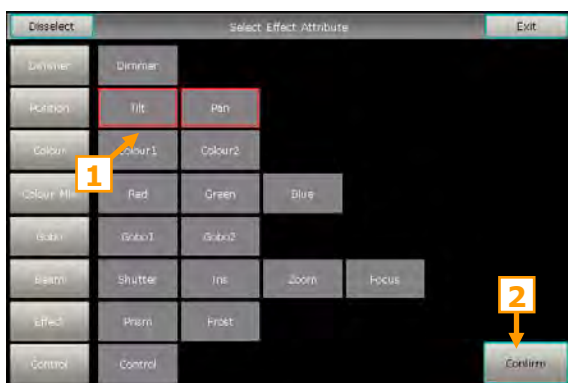 Disselect Select Effect Attribute Exit
Dimmer Dimmer
Position Tilt Pan
Colour Colour1 Colour2
1
Colour Mix Red Green Blue
Gobo Gobo1 Gobo2
Beam Shutter Iris Zoom Focus
2
Effect Prism Frost
Control Control Confirm